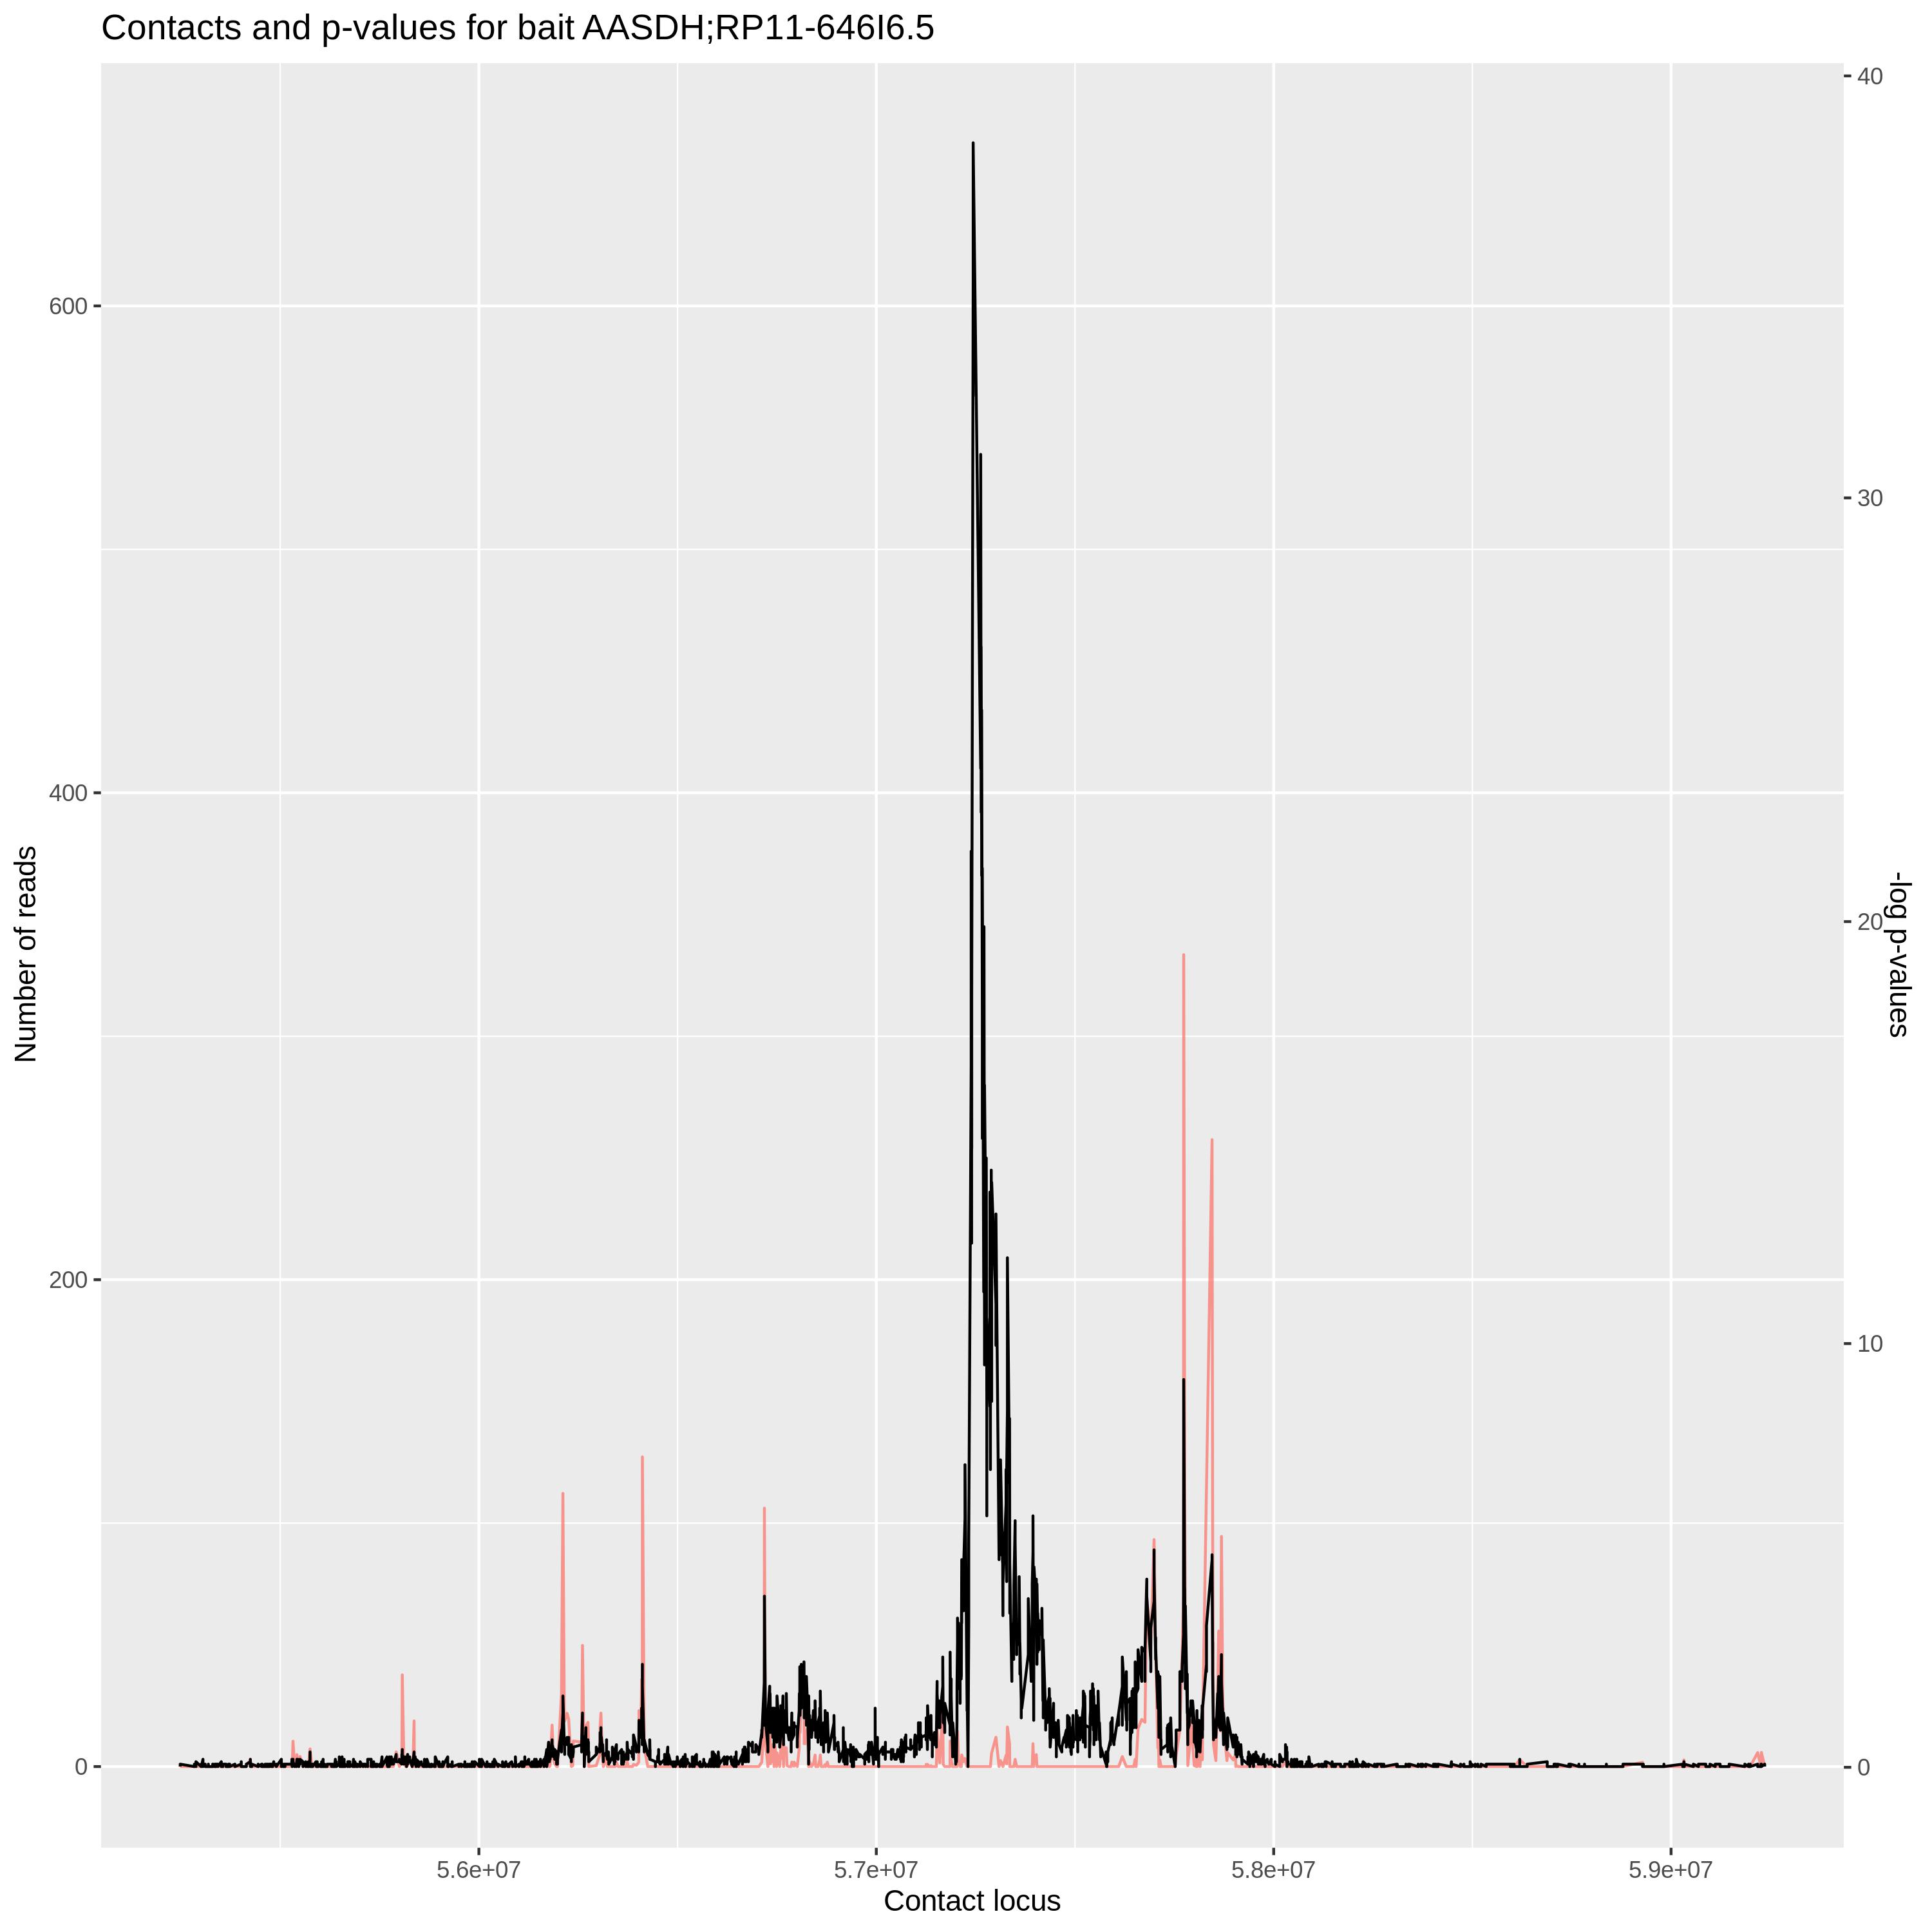 Contacts and p-values for bait AASDH;RP11-646I6.5
40
600
30
400
20
Number of reads
-log p-values
200
10
0
0
5.6e+07
5.7e+07
5.8e+07
5.9e+07
Contact locus